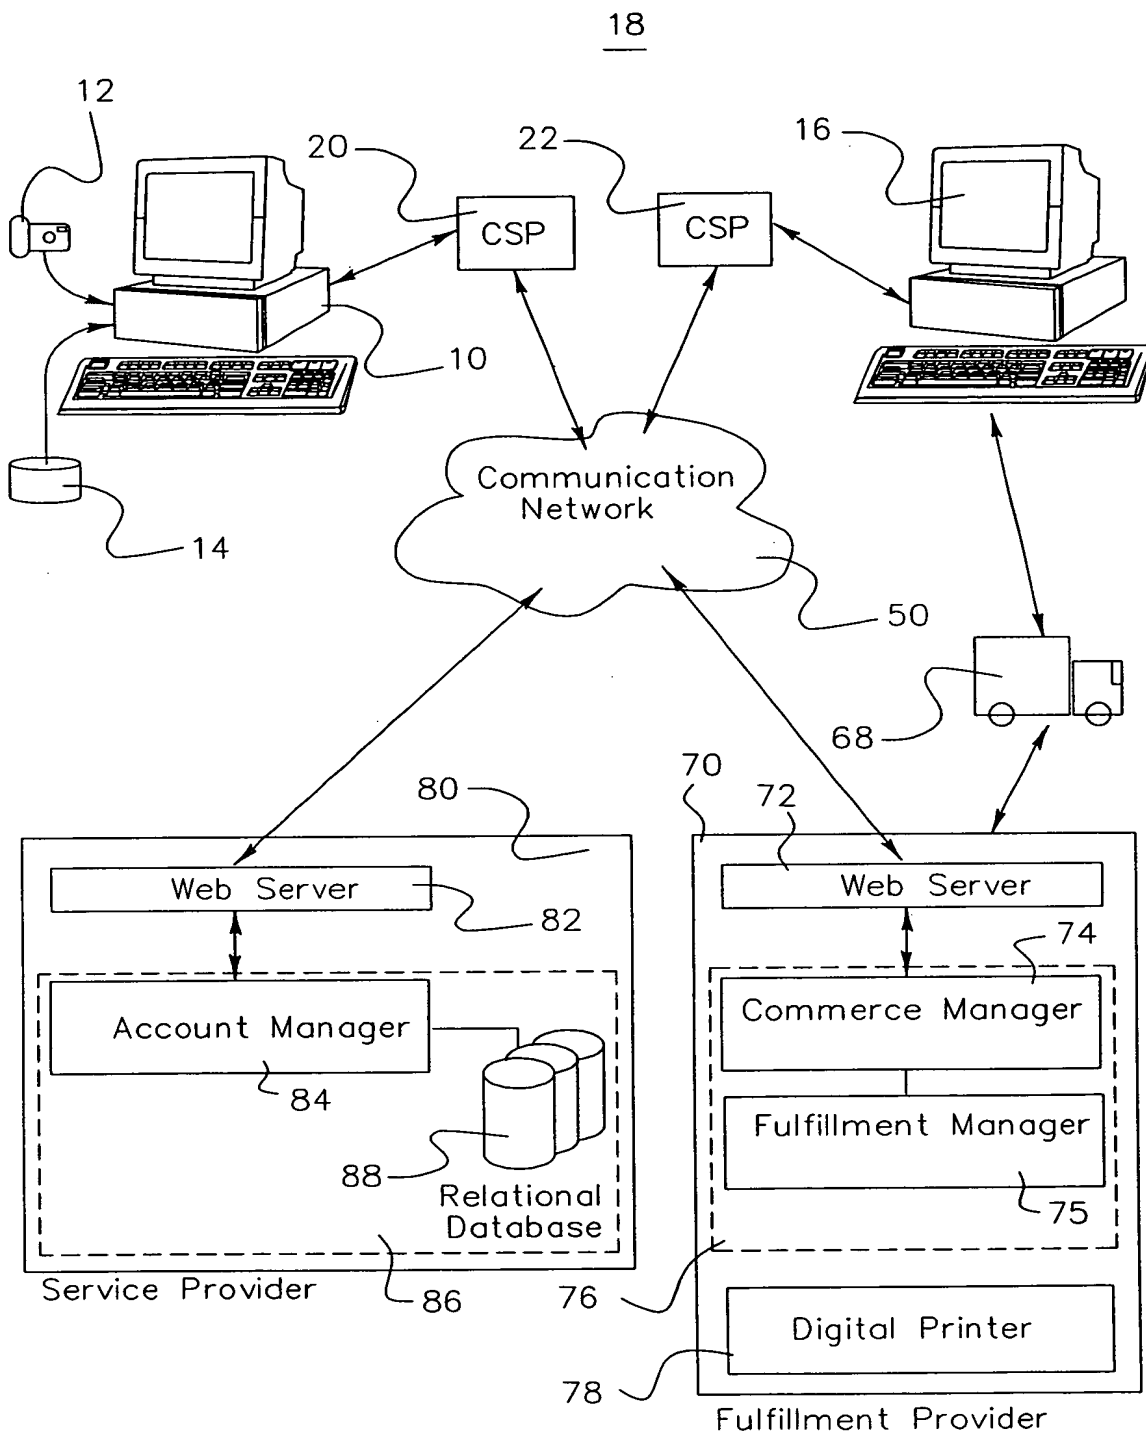 18
12
20
22
16
CSP
CSP
10
Communication
Network
14
50
68
70
80
72
Web Server
82
Web Server
74
Account Manager
84
Commerce Manager
Fulfillment Manager
75
88
Relational
Database
86
Service Provider
76
Digital Printer
78
Fulfillment Provider